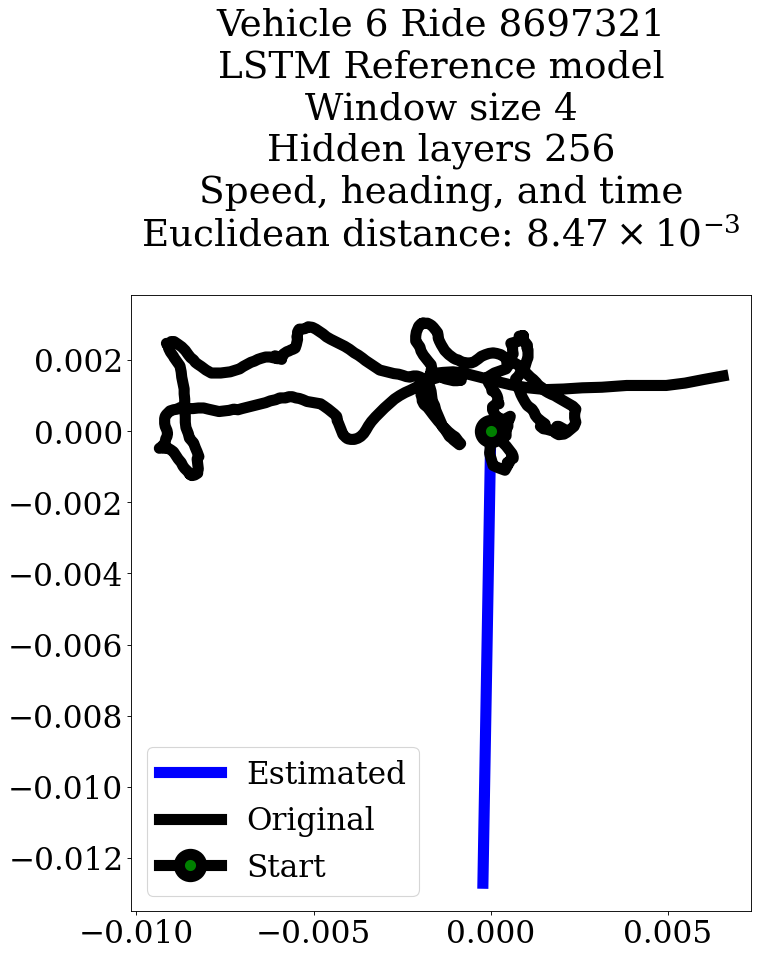 Vehicle 6 Ride 8697321
LSTM Reference model
Window size 4
Hidden layers 256
Speed, heading, and time
Euclidean distance: 8.47 × 10⁻³
0.002
0.000
−0.002
−0.004
−0.006
−0.008
−0.010
−0.012
Estimated
Original
Start
−0.010
−0.005
0.000
0.005